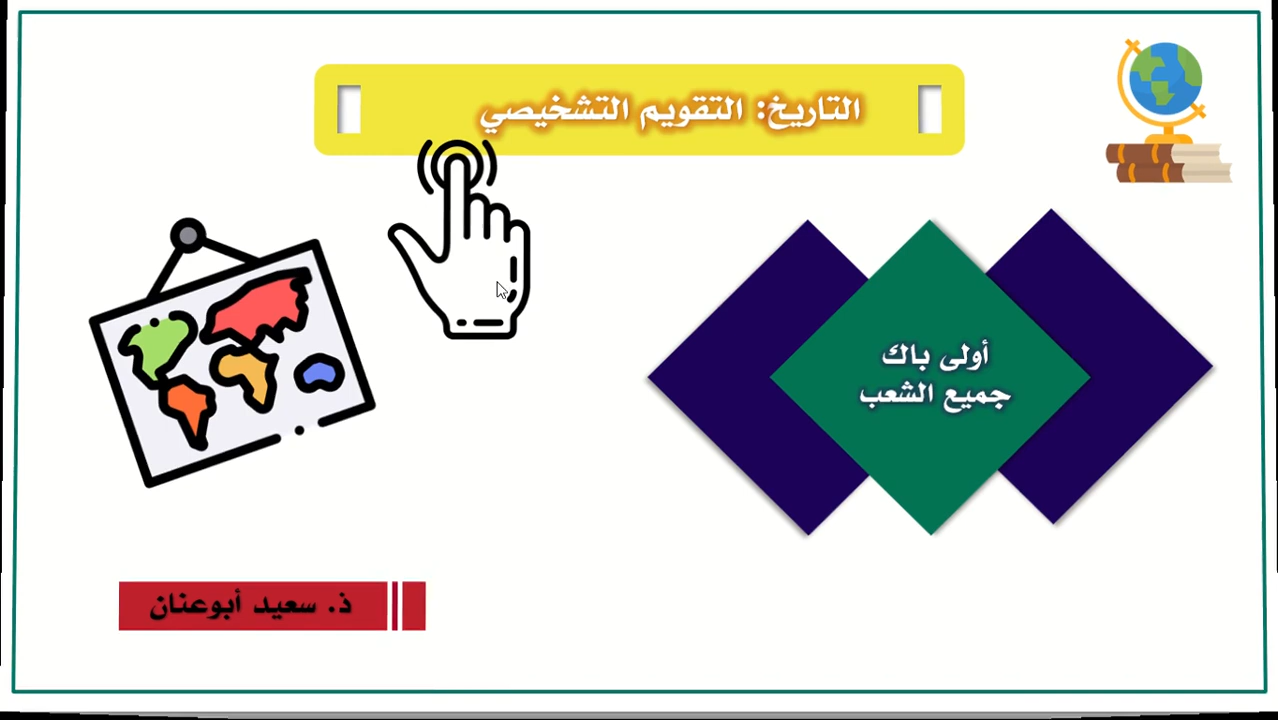 التاريخ: التقويم التشخيصي
أولى باك
جميع الشعب
ذ. سعيد أبوعنان